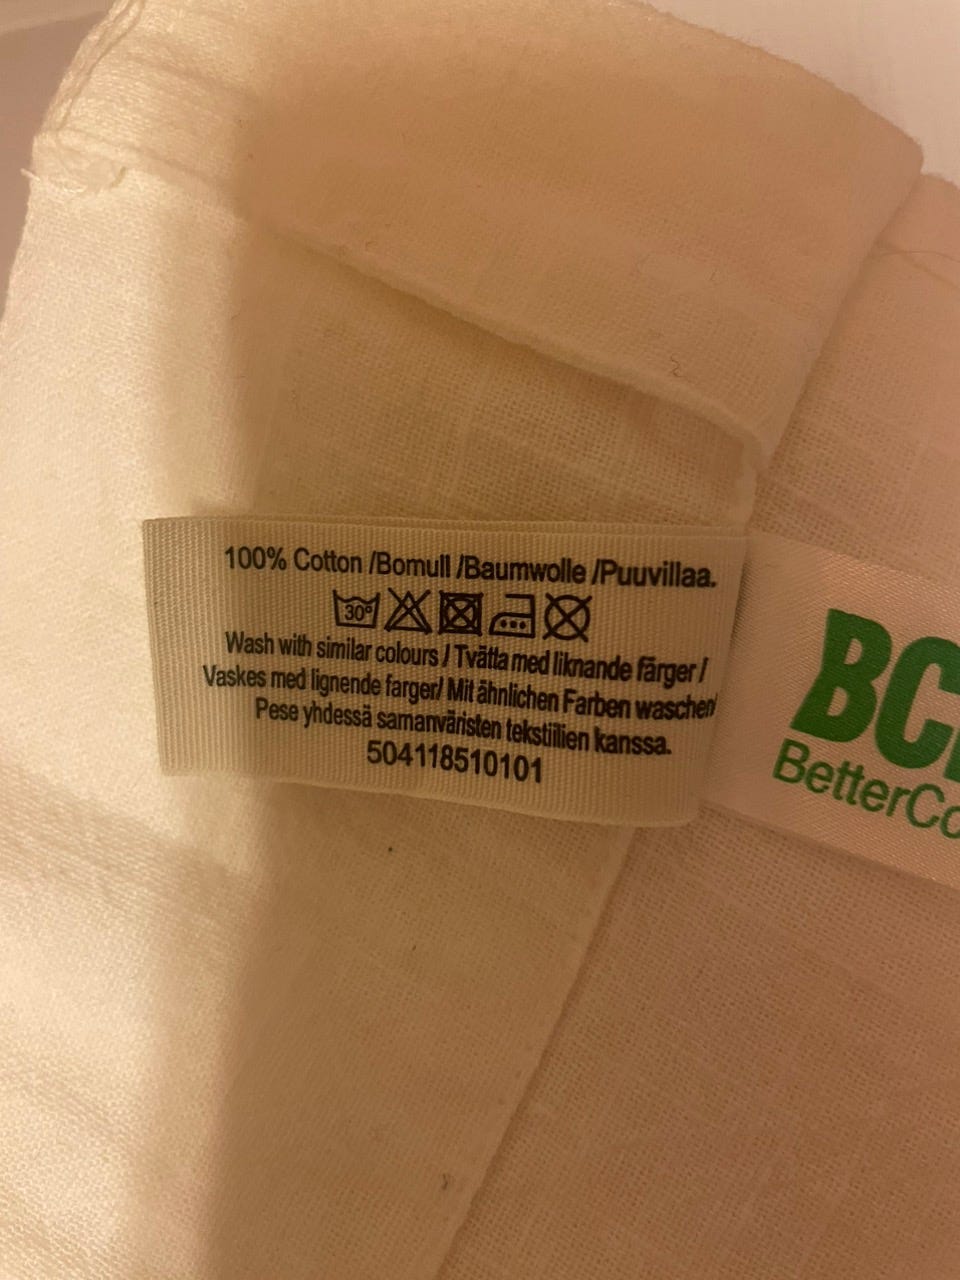 100% Cotton /Bomull /Baumwolle /Puuvillaa.
30°
Wash with similar colours / Tvätta med liknande färger /
Vaskes med lignende farger/ Mit ähnlichen Farben waschen/
Pese yhdessä samanväristen tekstiilien kanssa.
504118510101
BC
BetterCo